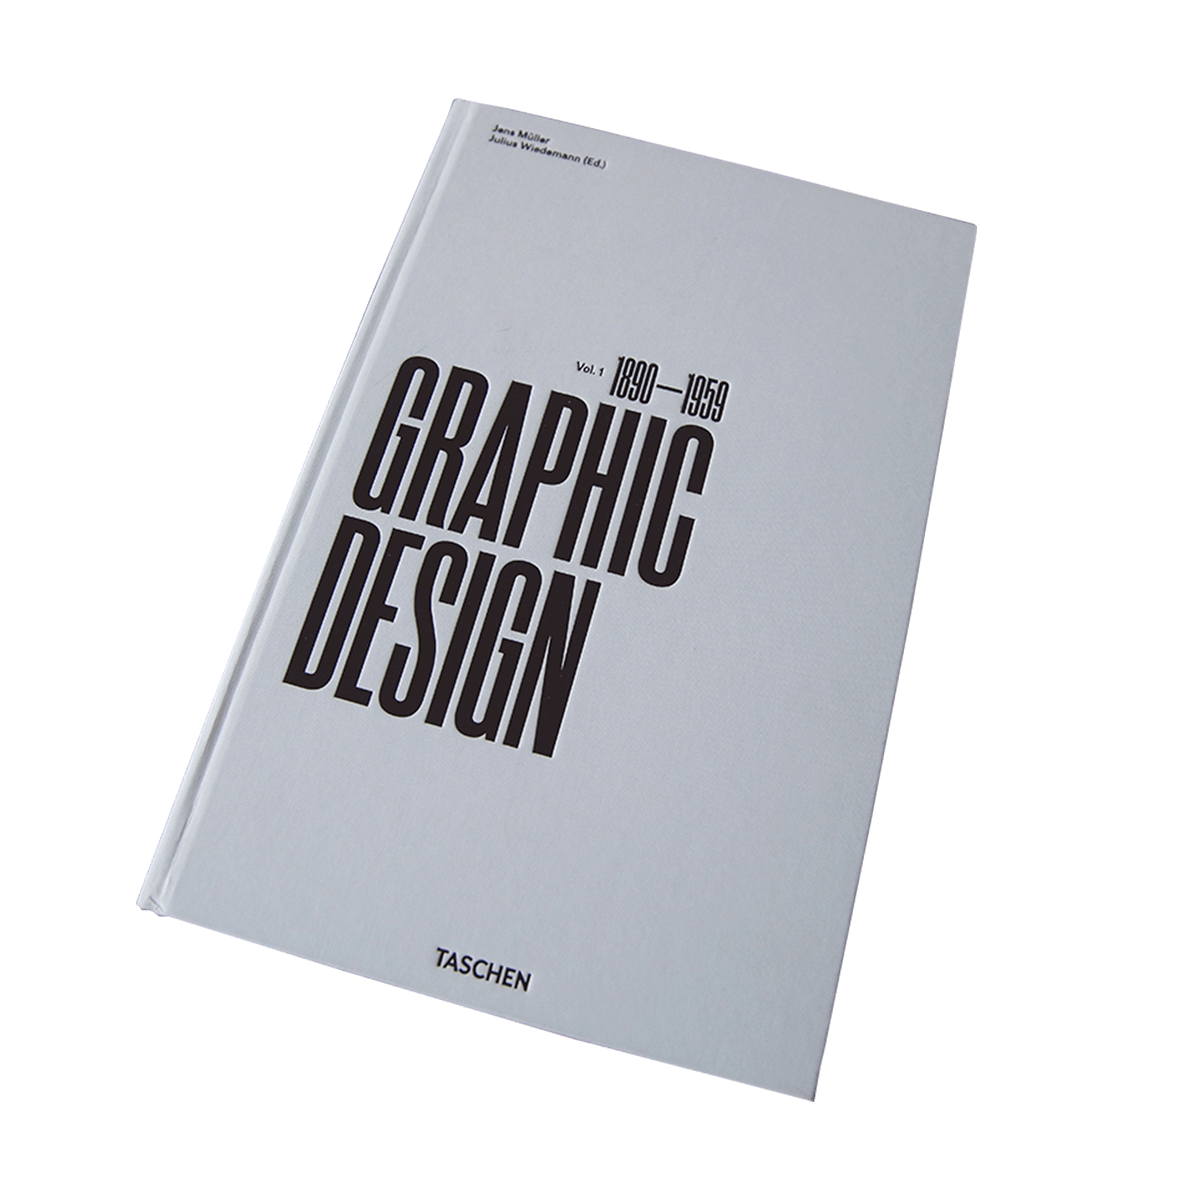 Jens Müller
Julius Wiedemann (Ed.)
Vol. 1 1890—1959
GRAPHIC
DESIGN
TASCHEN